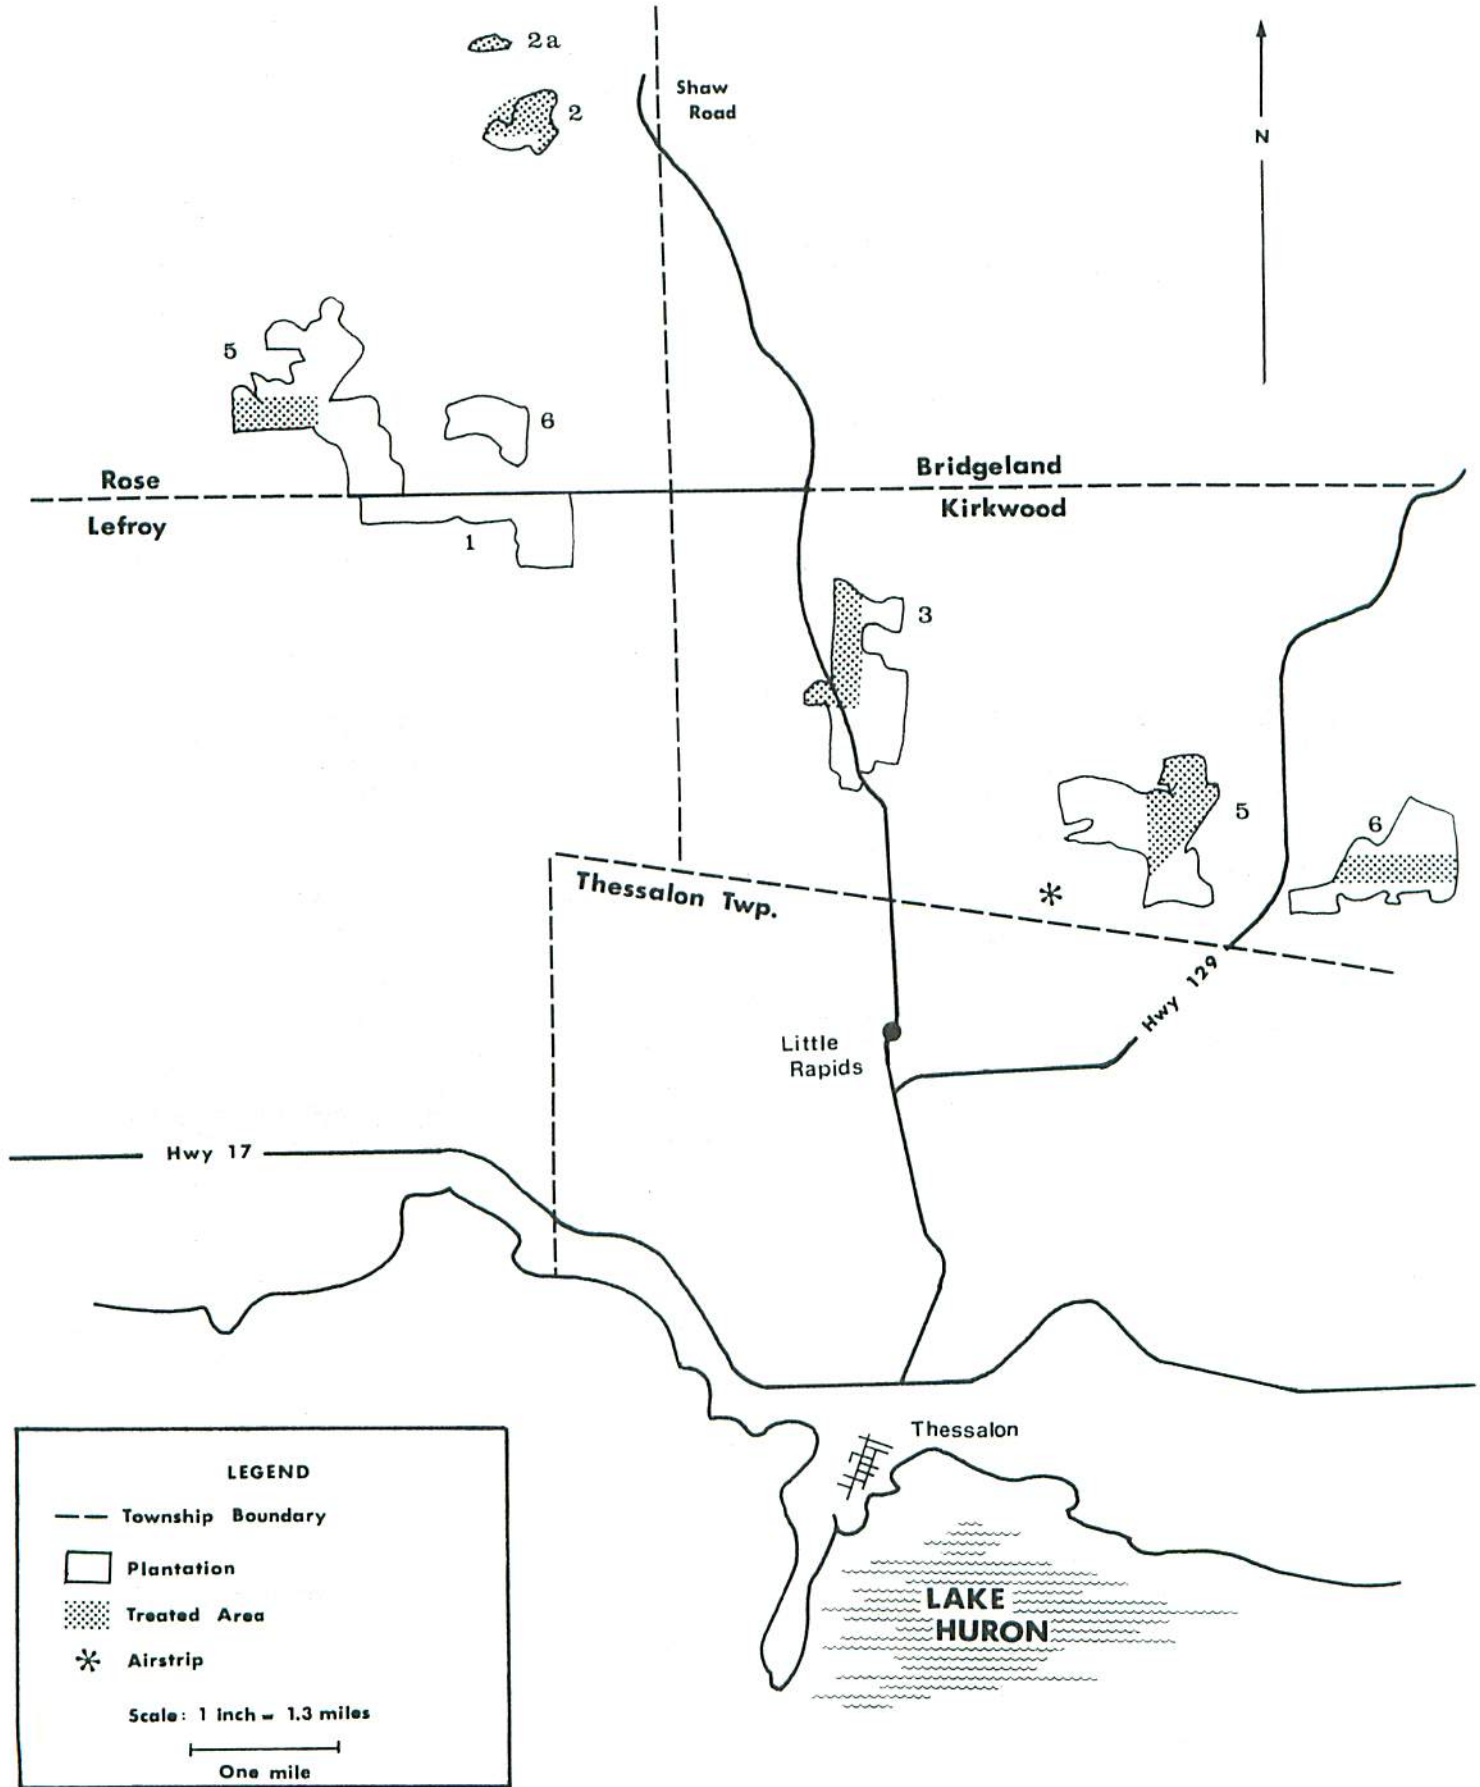 2a
2
Shaw
Road
N
5
6
Rose
Lefroy
1
Bridgeland
Kirkwood
3
5
6
Thessalon Twp.
Hwy 129
Little
Rapids
Hwy 17
Thessalon
LAKE
HURON
LEGEND
Township Boundary
Plantation
Treated Area
Airstrip
Scale: 1 inch = 1.3 miles
One mile